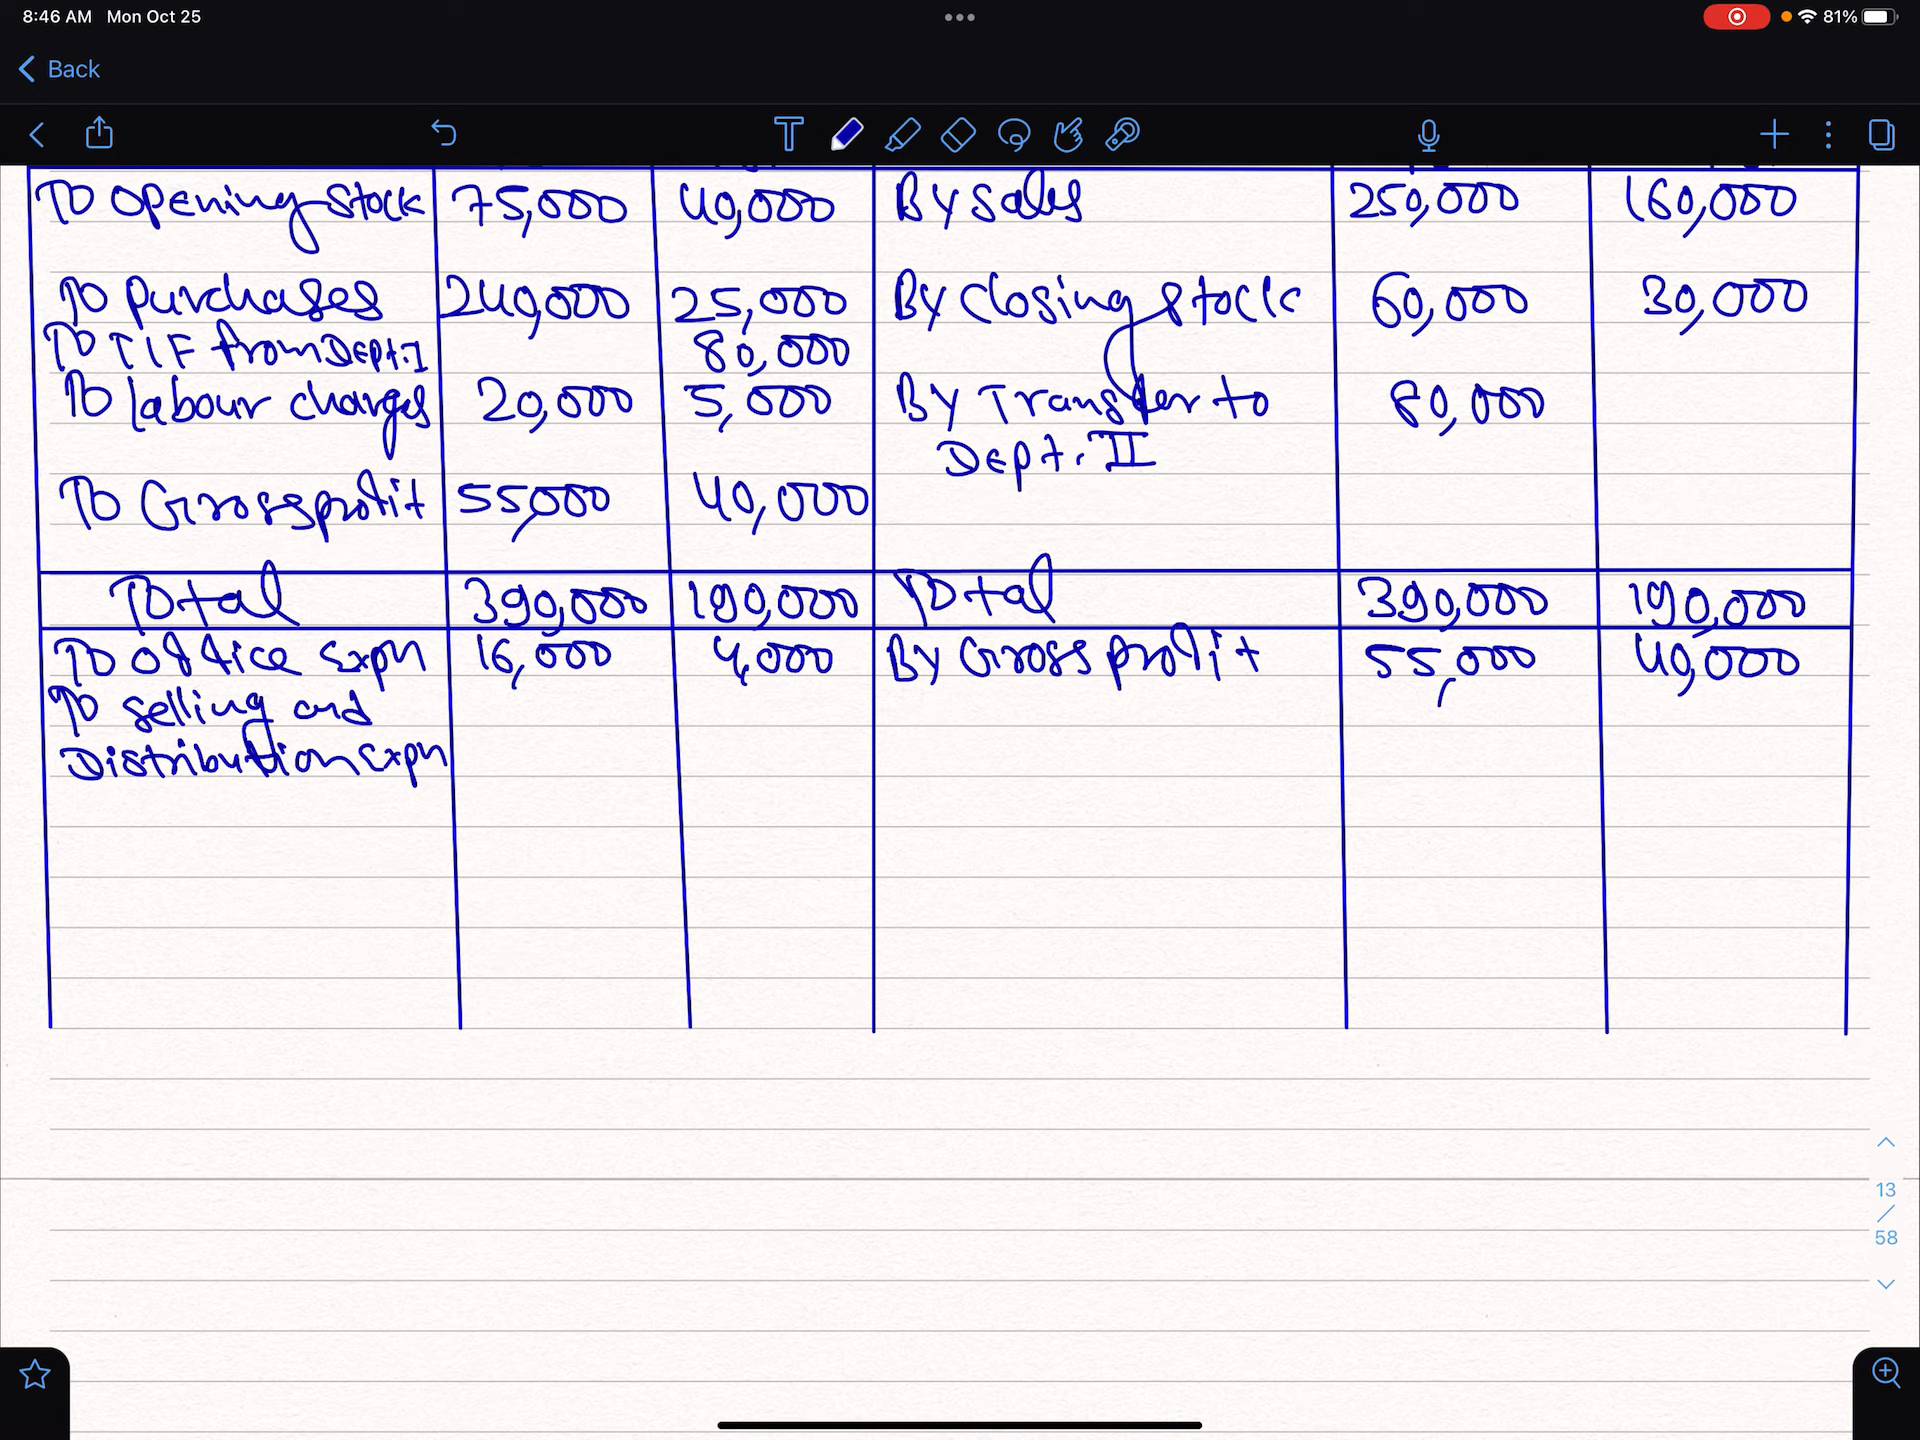 8:46 AM Mon Oct 25
81%
Back
To Opening stock 75,000 40,000 By Sales 250,000 160,000
To purchases 240,000 25,000 By Closing stock 60,000 30,000
To T/F from Dept.I 80,000
To labour charges 20,000 5,000 By Transfer to 80,000
Dept. II
To Gross profit 55,000 40,000
Total 390,000 190,000 Total 390,000 190,000
To Office Expn 16,000 4,000 By Gross profit 55,000 40,000
To selling and
Distribution Expn
13
/
58